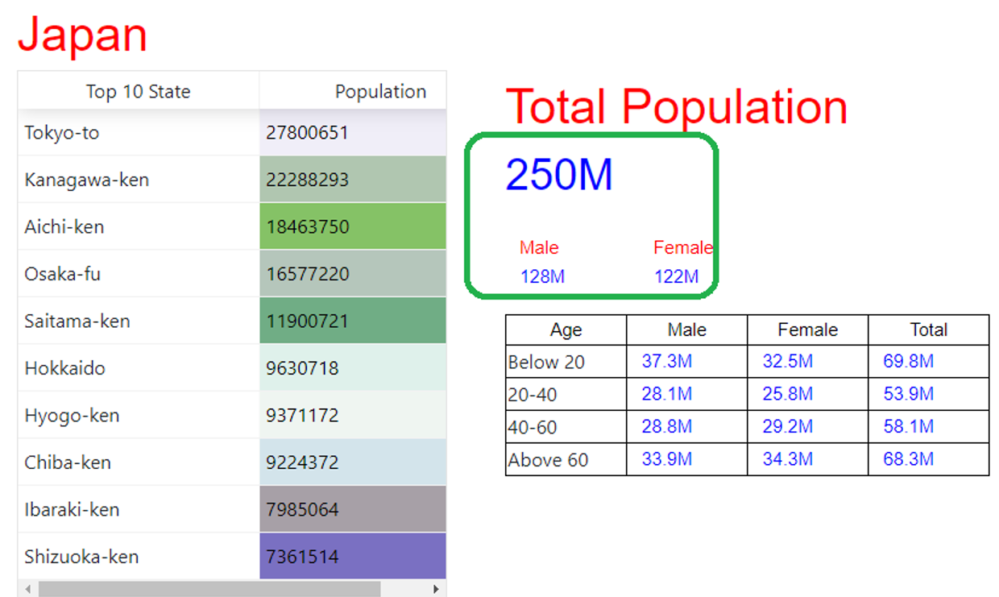 Japan
Top 10 State Population
Tokyo-to 27800651
Kanagawa-ken 22288293
Aichi-ken 18463750
Osaka-fu 16577220
Saitama-ken 11900721
Hokkaido 9630718
Hyogo-ken 9371172
Chiba-ken 9224372
Ibaraki-ken 7985064
Shizuoka-ken 7361514
Total Population
250M
Male Female
128M 122M
Age Male Female Total
Below 20 37.3M 32.5M 69.8M
20-40 28.1M 25.8M 53.9M
40-60 28.8M 29.2M 58.1M
Above 60 33.9M 34.3M 68.3M